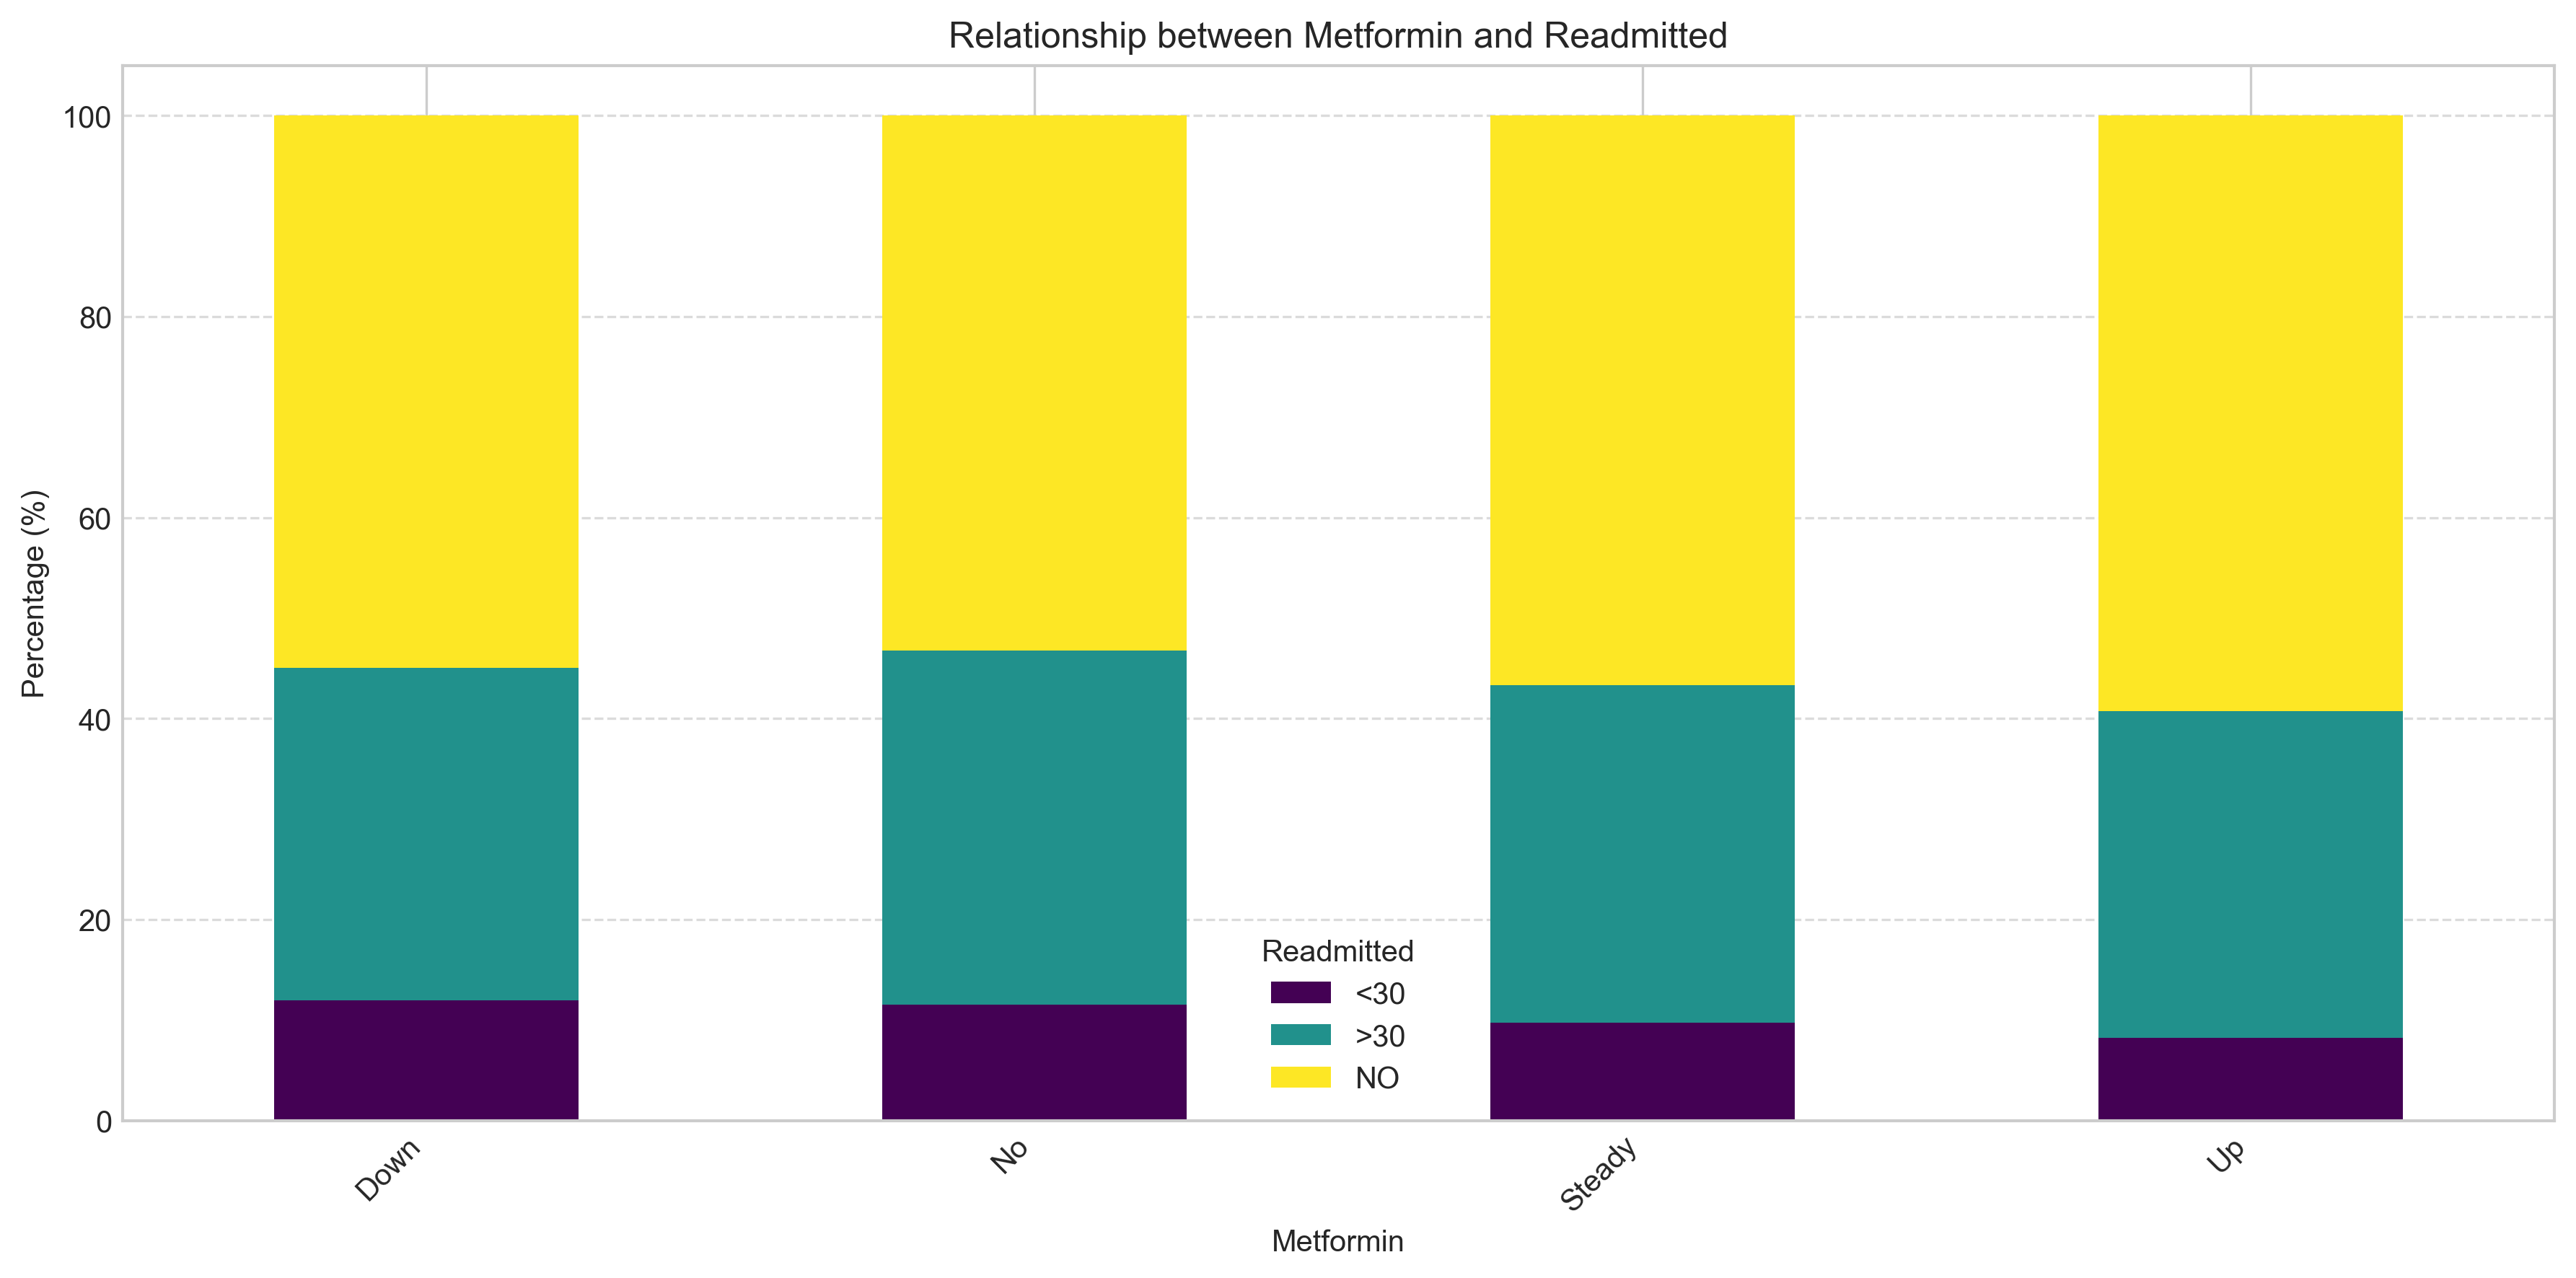 Relationship between Metformin and Readmitted
Percentage (%)
100
80
60
40
20
0
Readmitted
<30
>30
NO
Down
No
Steady
Up
Metformin